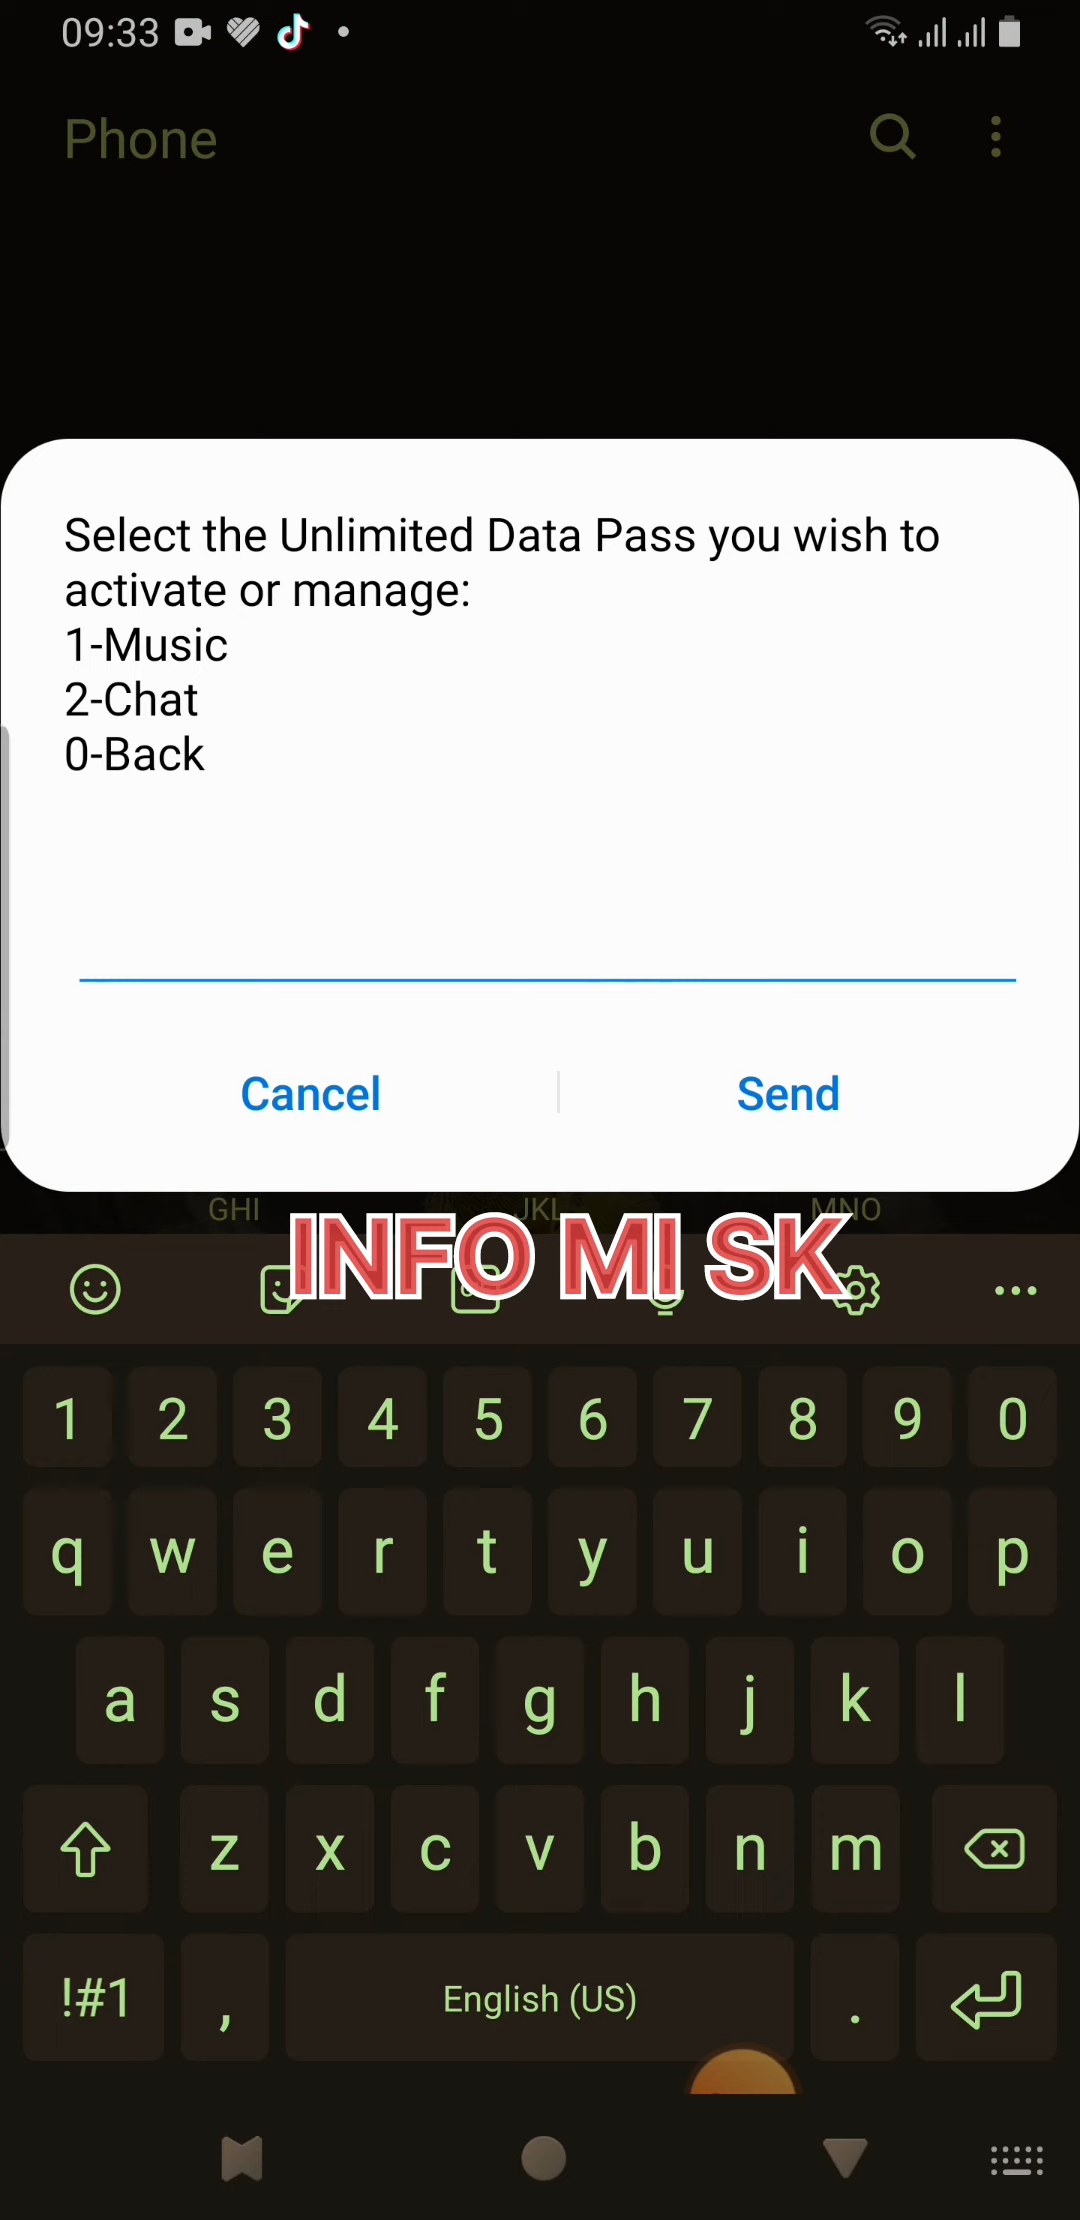 09:33
Phone
Select the Unlimited Data Pass you wish to
activate or manage:
1-Music
2-Chat
0-Back
Cancel Send
GHI JKL MNO
INFO MI SK
1 2 3 4 5 6 7 8 9 0
q w e r t y u i o p
a s d f g h j k l
z x c v b n m
!#1 , English (US) .